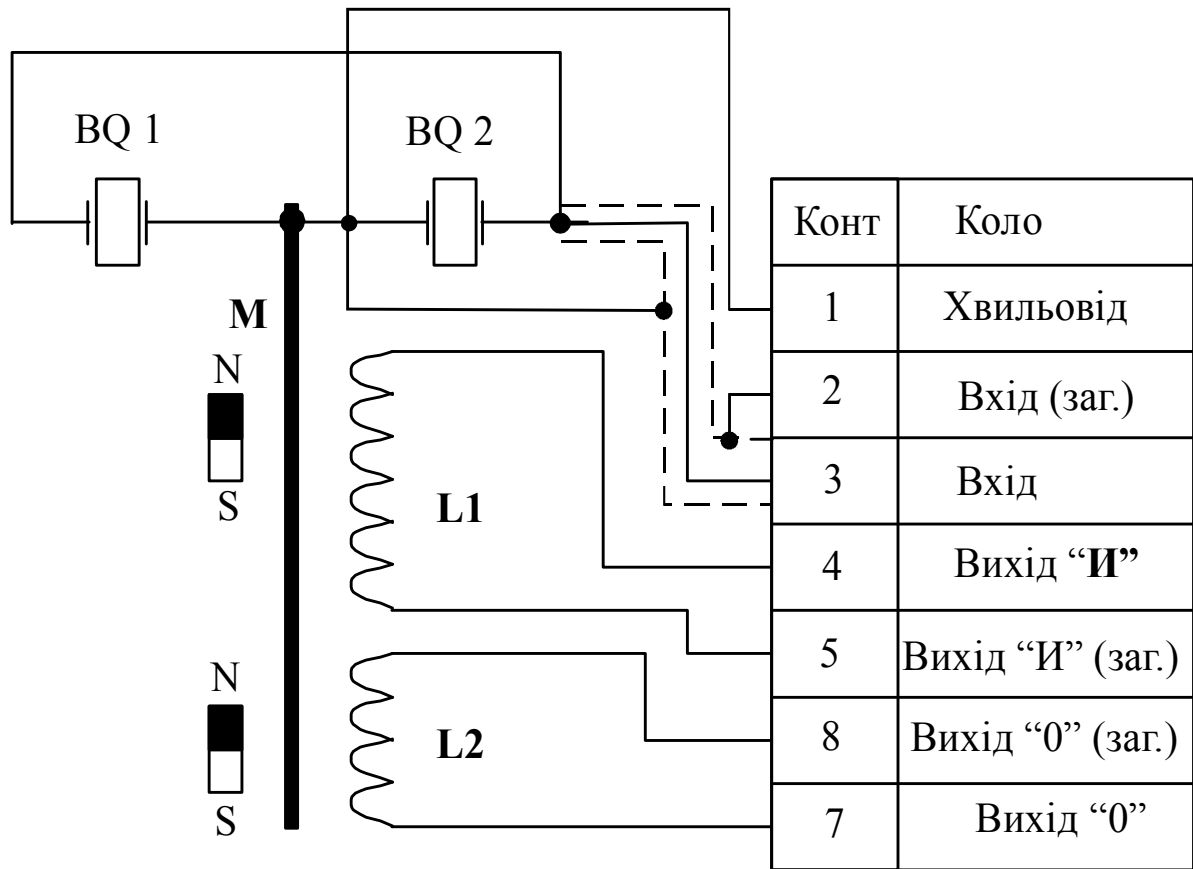 BQ 1
BQ 2
M
N
S
L1
N
S
L2
Конт Коло
1 Хвильовід
2 Вхід (заг.)
3 Вхід
4 Вихід “И”
5 Вихід “И” (заг.)
8 Вихід “0” (заг.)
7 Вихід “0”